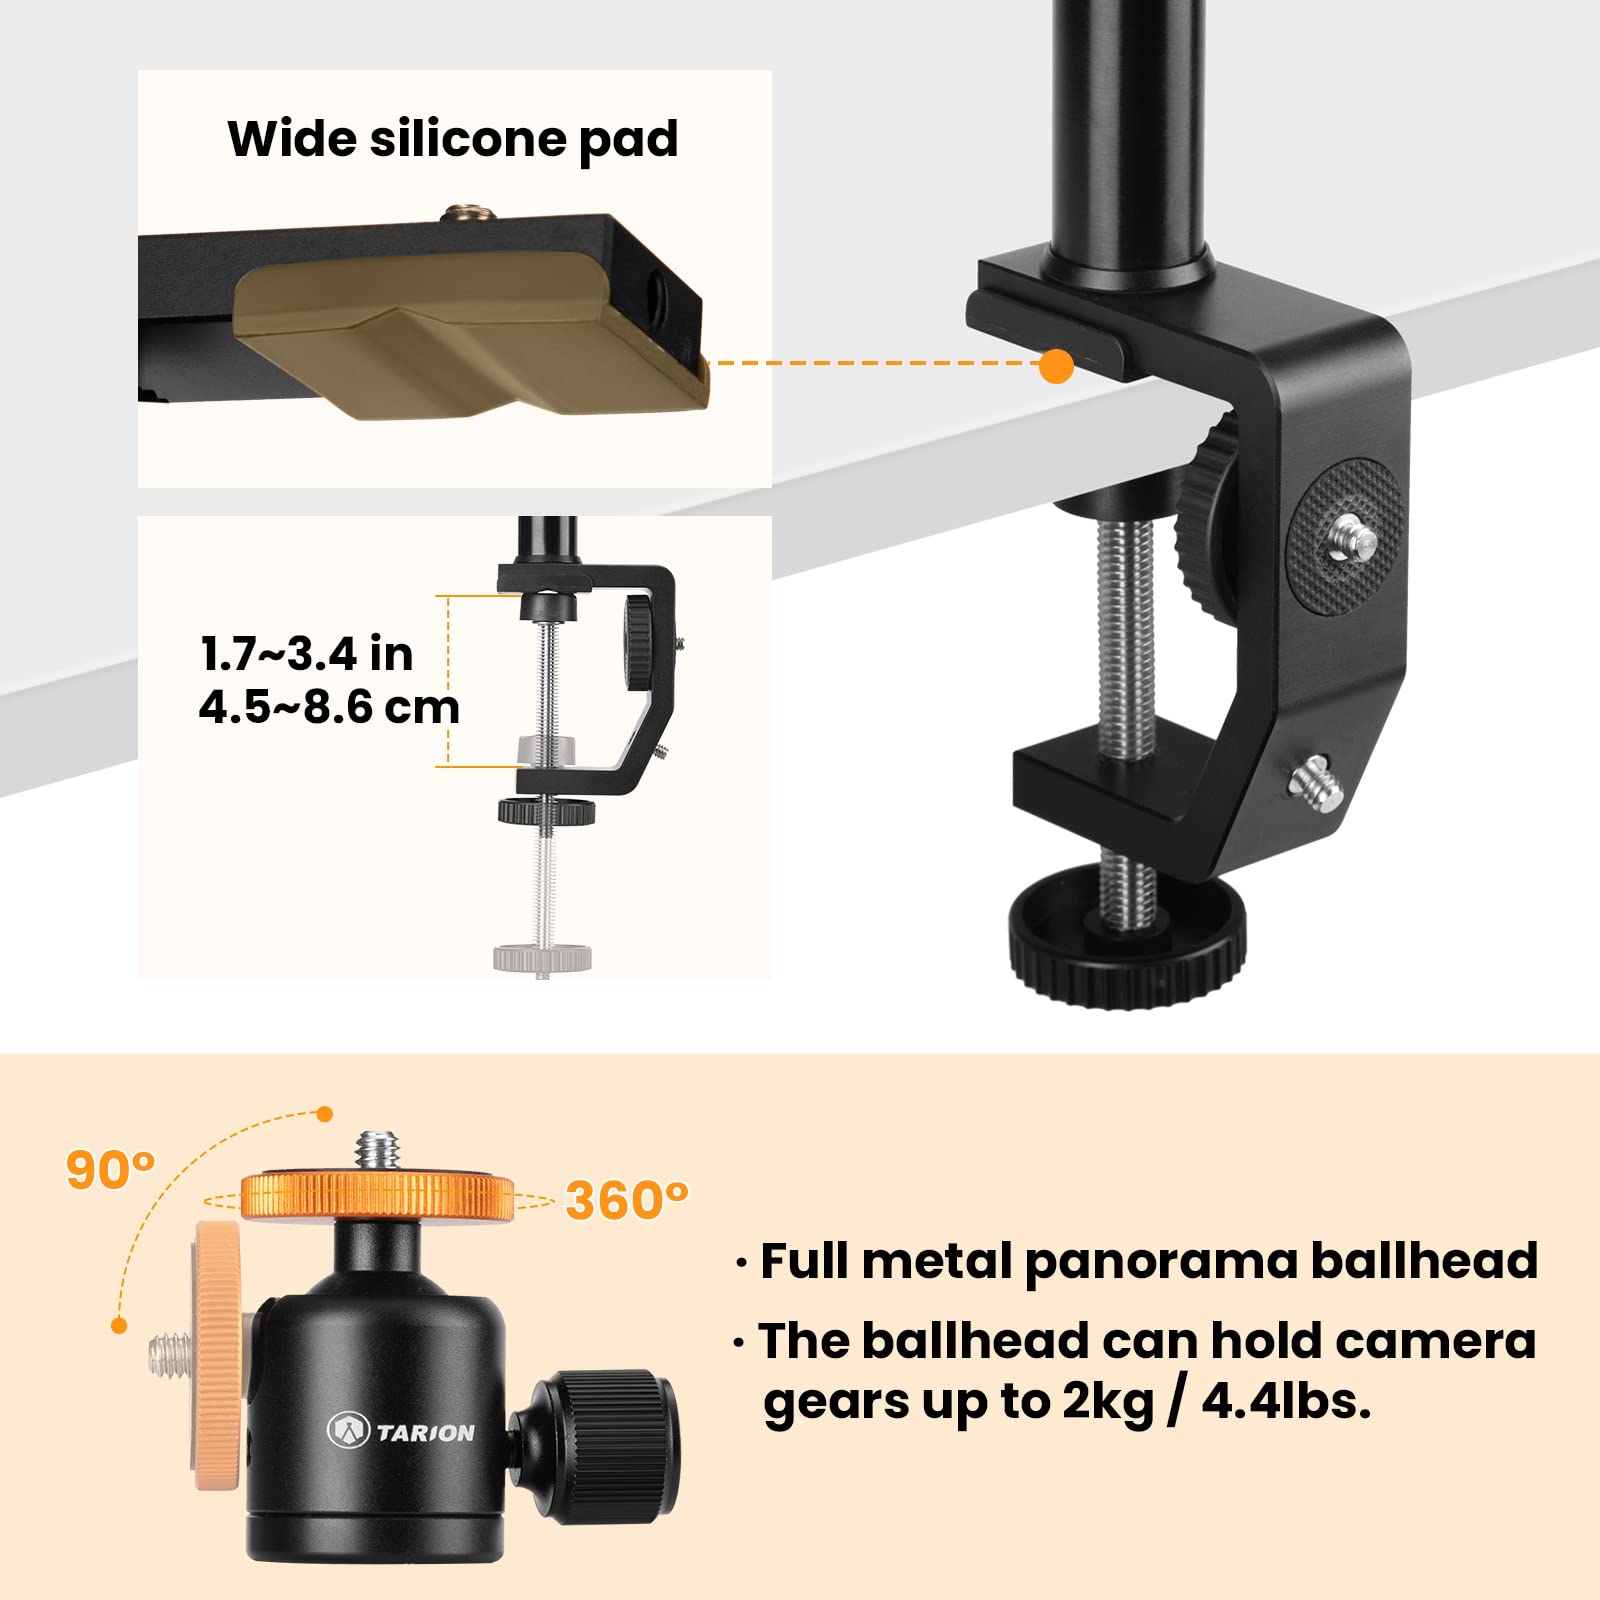 Wide silicone pad
1.7~3.4 in
4.5~8.6 cm
90°
360°
· Full metal panorama ballhead
· The ballhead can hold camera
gears up to 2kg / 4.4lbs.
TARION